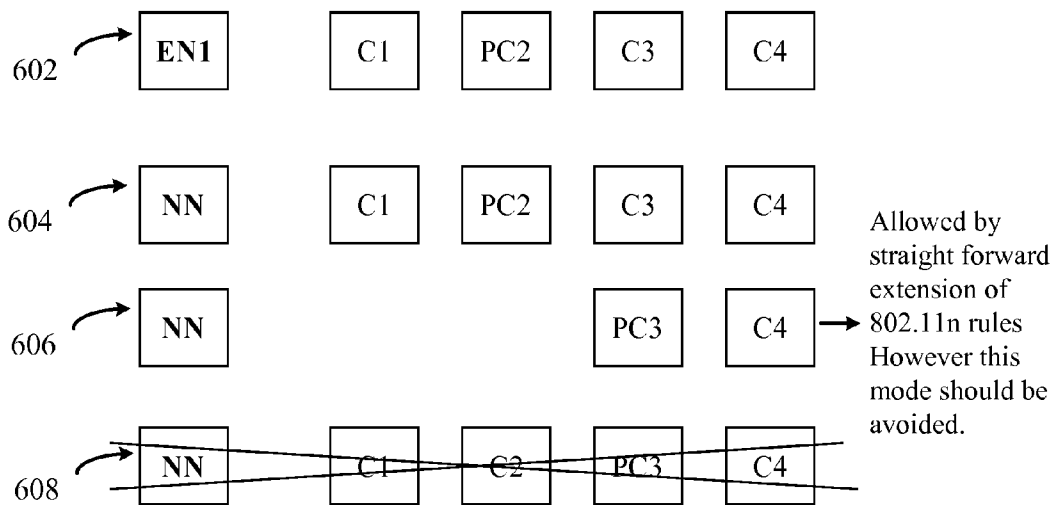 602 EN1 C1 PC2 C3 C4
604 NN C1 PC2 C3 C4
606 NN PC3 C4
Allowed by
straight forward
extension of
802.11n rules
However this
mode should be
avoided.
608 NN C1 C2 PC3 C4